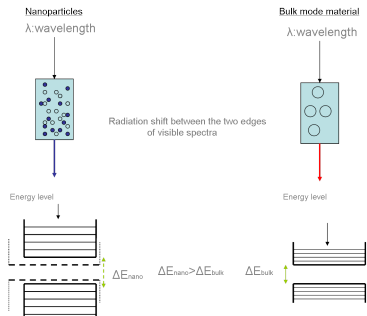 Nanoparticles
λ:wavelength
Bulk mode material
λ:wavelength
Radiation shift between the two edges
of visible spectra
Energy level
Energy level
ΔEnano
ΔEnano>ΔEbulk
ΔEbulk